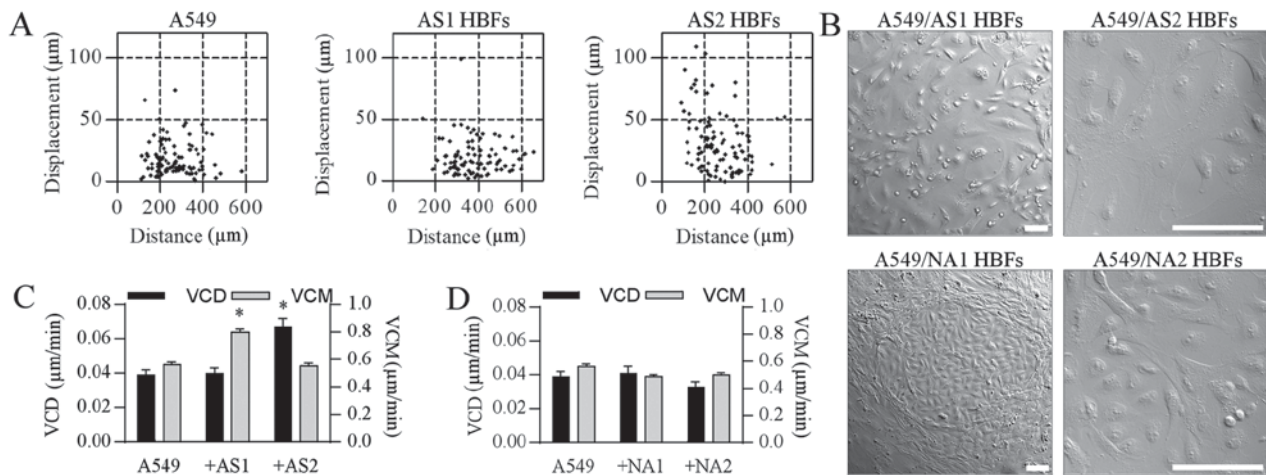 A
A549
AS1 HBFs
AS2 HBFs
B
A549/AS1 HBFs
A549/AS2 HBFs
Displacement (µm)
100
50
0
0 200 400 600
Distance (µm)
Displacement (µm)
100
50
0
0 200 400 600
Distance (µm)
Displacement (µm)
100
50
0
0 200 400 600
Distance (µm)
A549/NA1 HBFs
A549/NA2 HBFs
C
VCD VCM
VCD (µm/min)
0.08
0.06
0.04
0.02
0.00
* *
1.0
0.8
0.6
0.4
0.2
0.0
VCM (µm/min)
A549 +AS1 +AS2
D
VCD VCM
VCD (µm/min)
0.08
0.06
0.04
0.02
0.00
1.0
0.8
0.6
0.4
0.2
0.0
VCM (µm/min)
A549 +NA1 +NA2